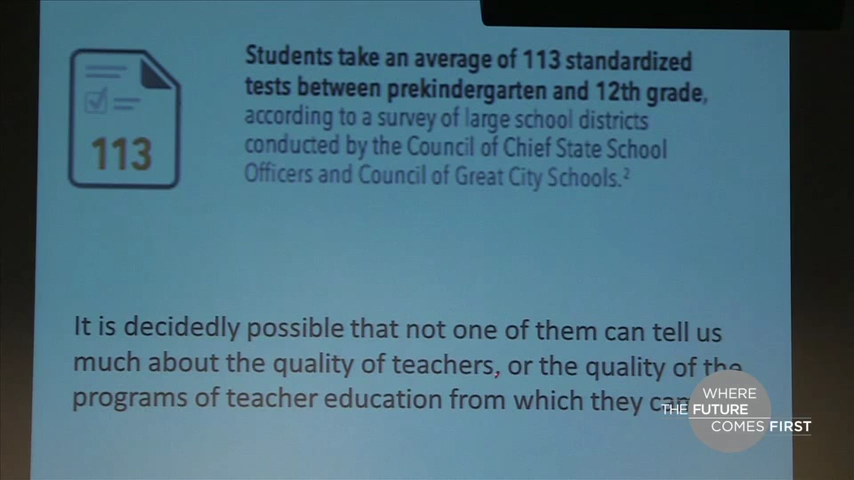 113
Students take an average of 113 standardized
tests between prekindergarten and 12th grade,
according to a survey of large school districts
conducted by the Council of Chief State School
Officers and Council of Great City Schools.²
It is decidedly possible that not one of them can tell us
much about the quality of teachers, or the quality of the
programs of teacher education from which they
WHERE
THE FUTURE
COMES FIRST